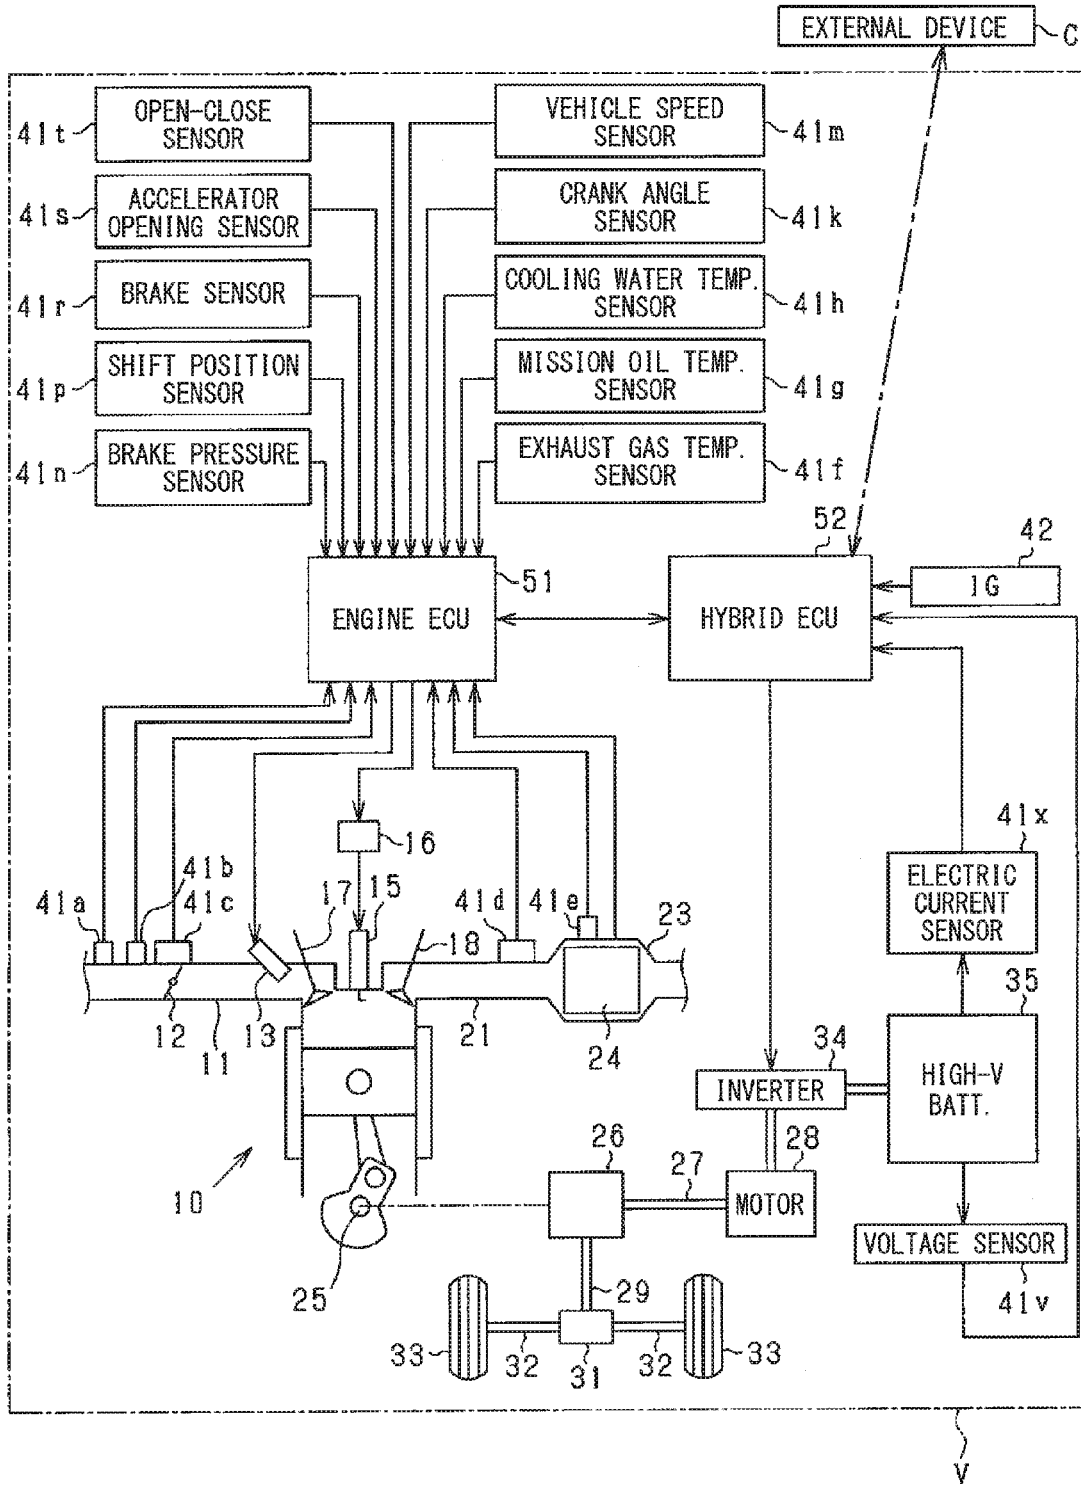 EXTERNAL DEVICE
C
OPEN-CLOSE
SENSOR
41t
VEHICLE SPEED
SENSOR
41m
ACCELERATOR
OPENING SENSOR
41s
CRANK ANGLE
SENSOR
41k
BRAKE SENSOR
41r
COOLING WATER TEMP.
SENSOR
41h
SHIFT POSITION
SENSOR
41p
MISSION OIL TEMP.
SENSOR
41g
BRAKE PRESSURE
SENSOR
41n
EXHAUST GAS TEMP.
SENSOR
41f
52
42
51
IG
ENGINE ECU
HYBRID ECU
41x
16
41b
41a
41c
17
15
41d
41e
23
18
ELECTRIC
CURRENT
SENSOR
35
12
13
11
21
24
34
INVERTER
HIGH-V
BATT.
26
27
28
10
MOTOR
VOLTAGE SENSOR
25
29
41v
33
32
31
32
33
V